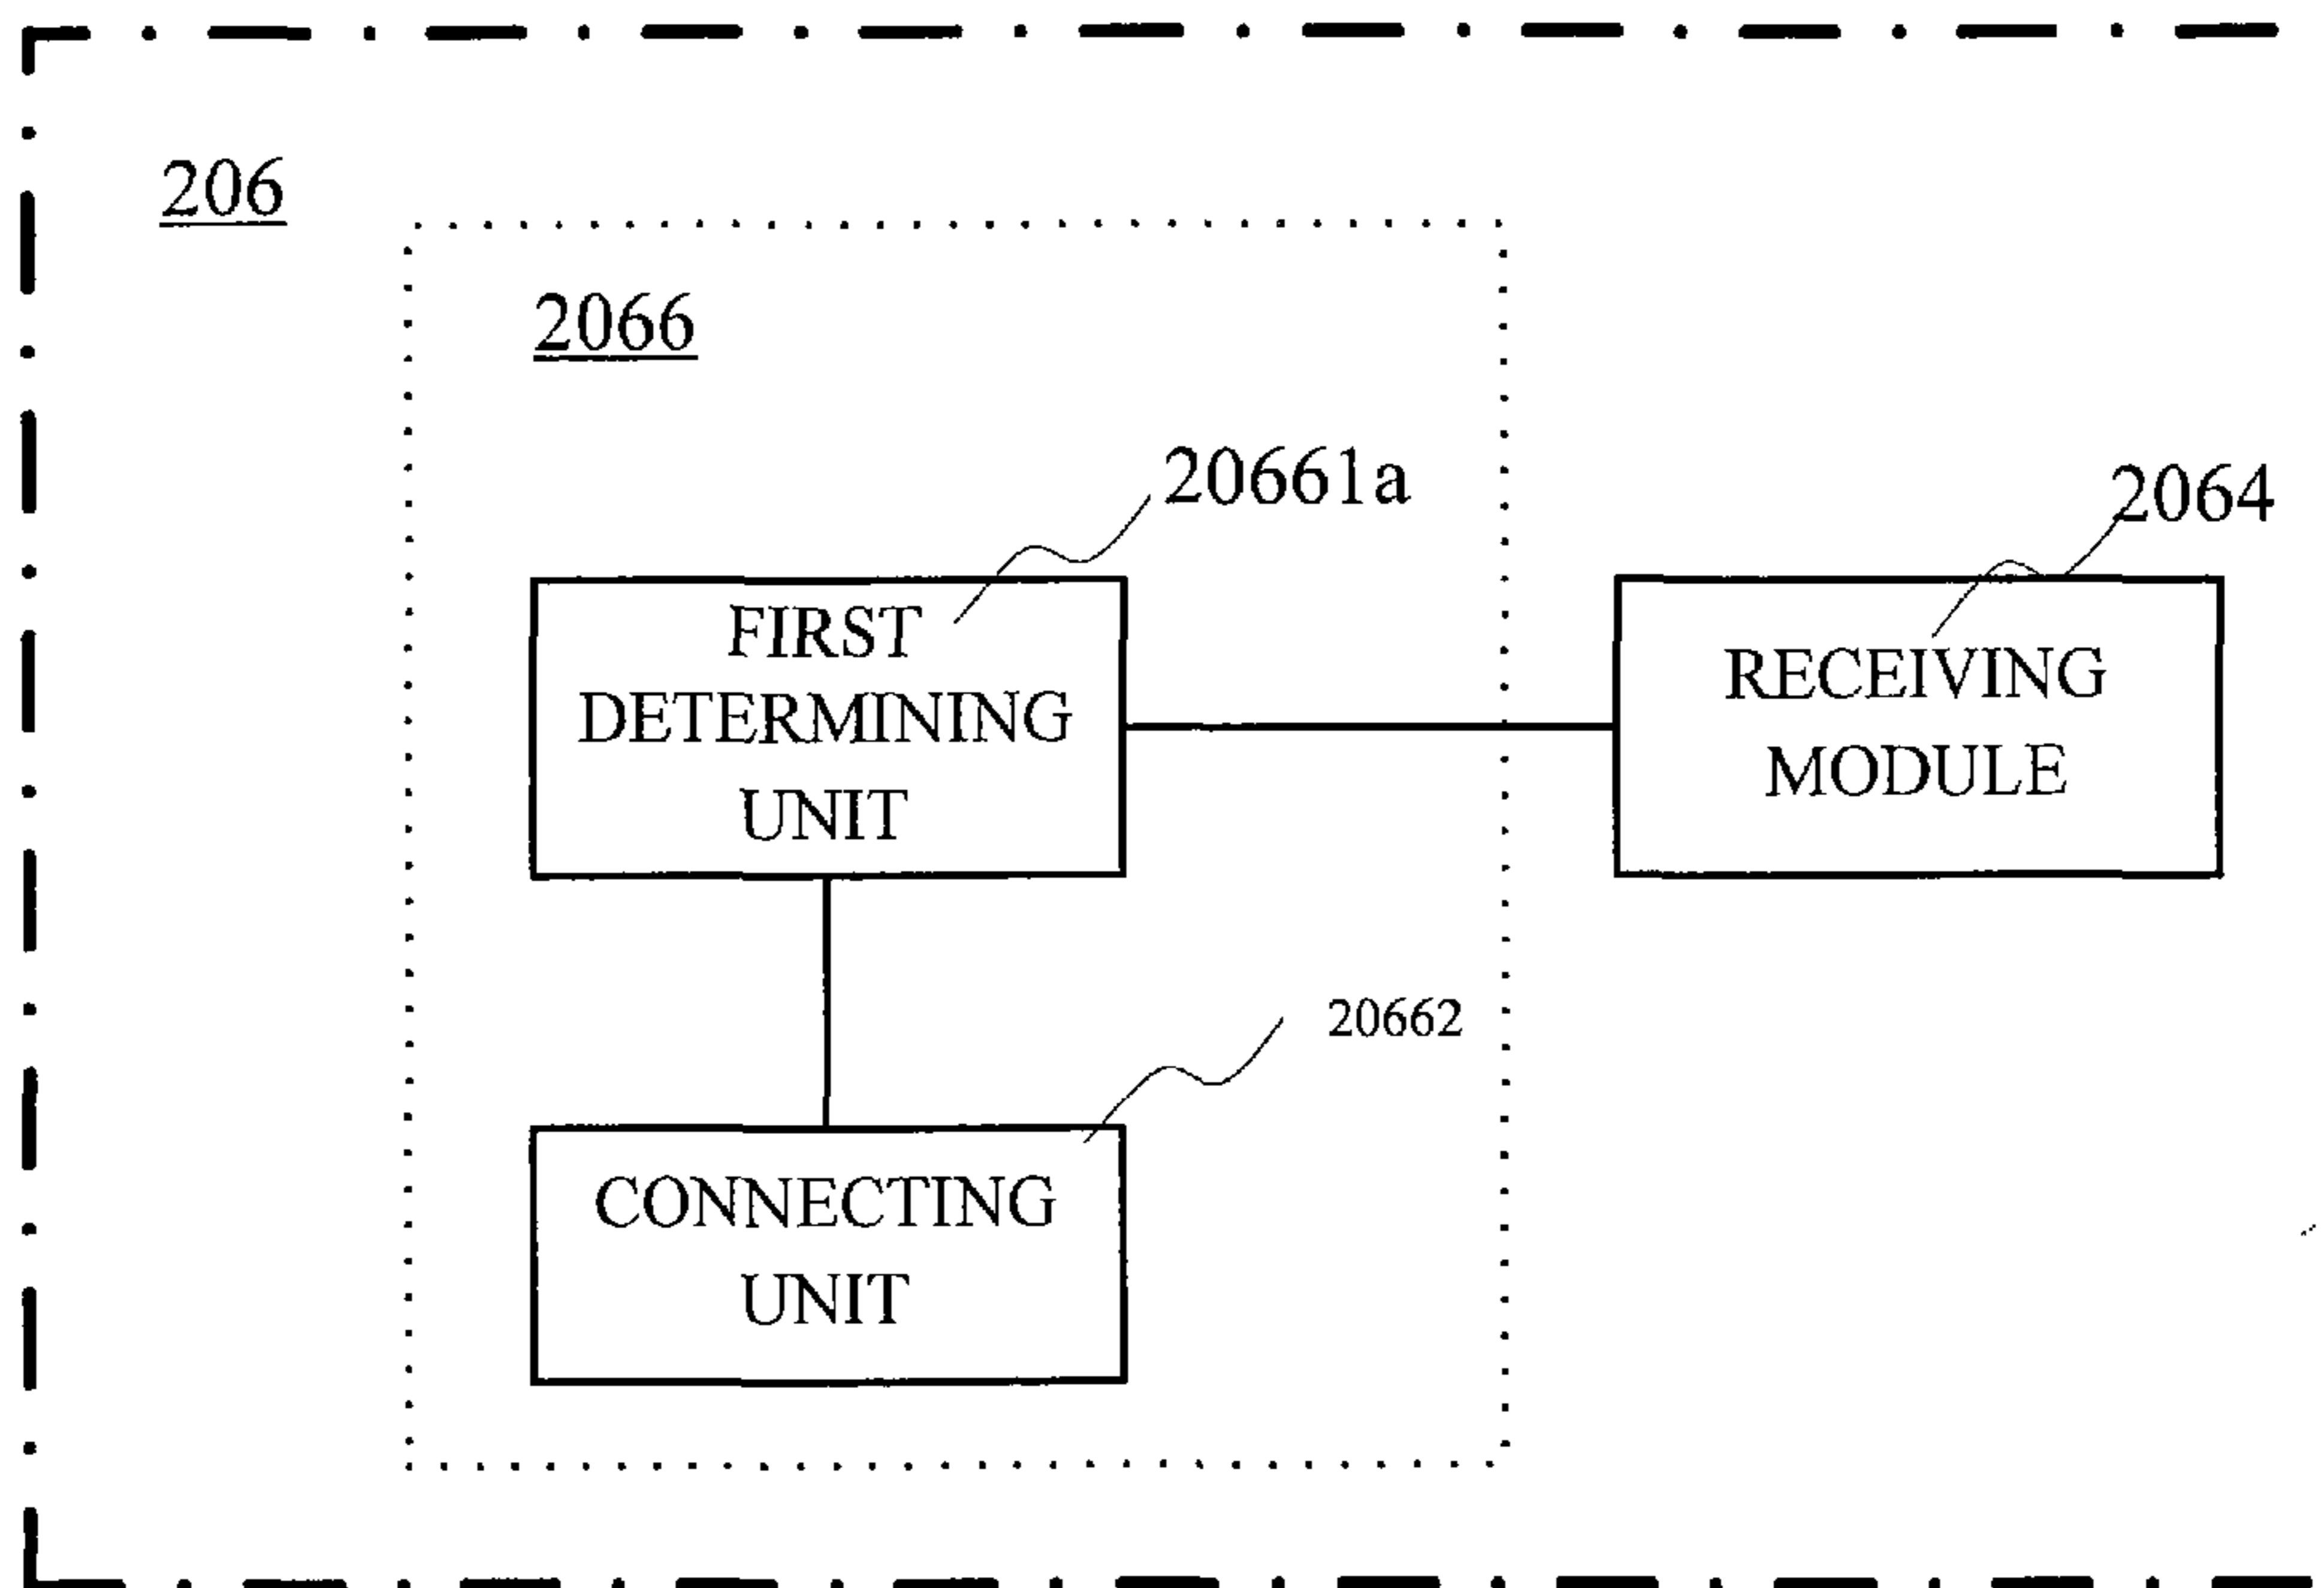 206
2066
20661a
2064
FIRST
DETERMINING
UNIT
RECEIVING
MODULE
20662
CONNECTING
UNIT